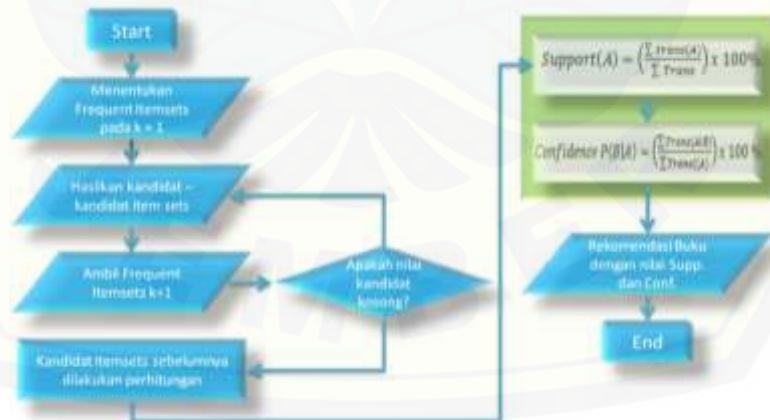 Start
Menentukan
Frequent Itemsets
pada k = 1
Hasilkan kandidat –
kandidat item sets
Ambil Frequent
Itemsets k+1
Apakah nilai
kandidat
kosong?
Kandidat Itemsets sebelumnya
dilakukan perhitungan
Support(A) = (∑ trans(A) / ∑ Trans) x 100%
Confidence P(B|A) = (∑Trans(AB) / ∑Trans(A)) x 100 %
Rekomendasi Buku
dengan nilai Supp.
dan Conf.
End